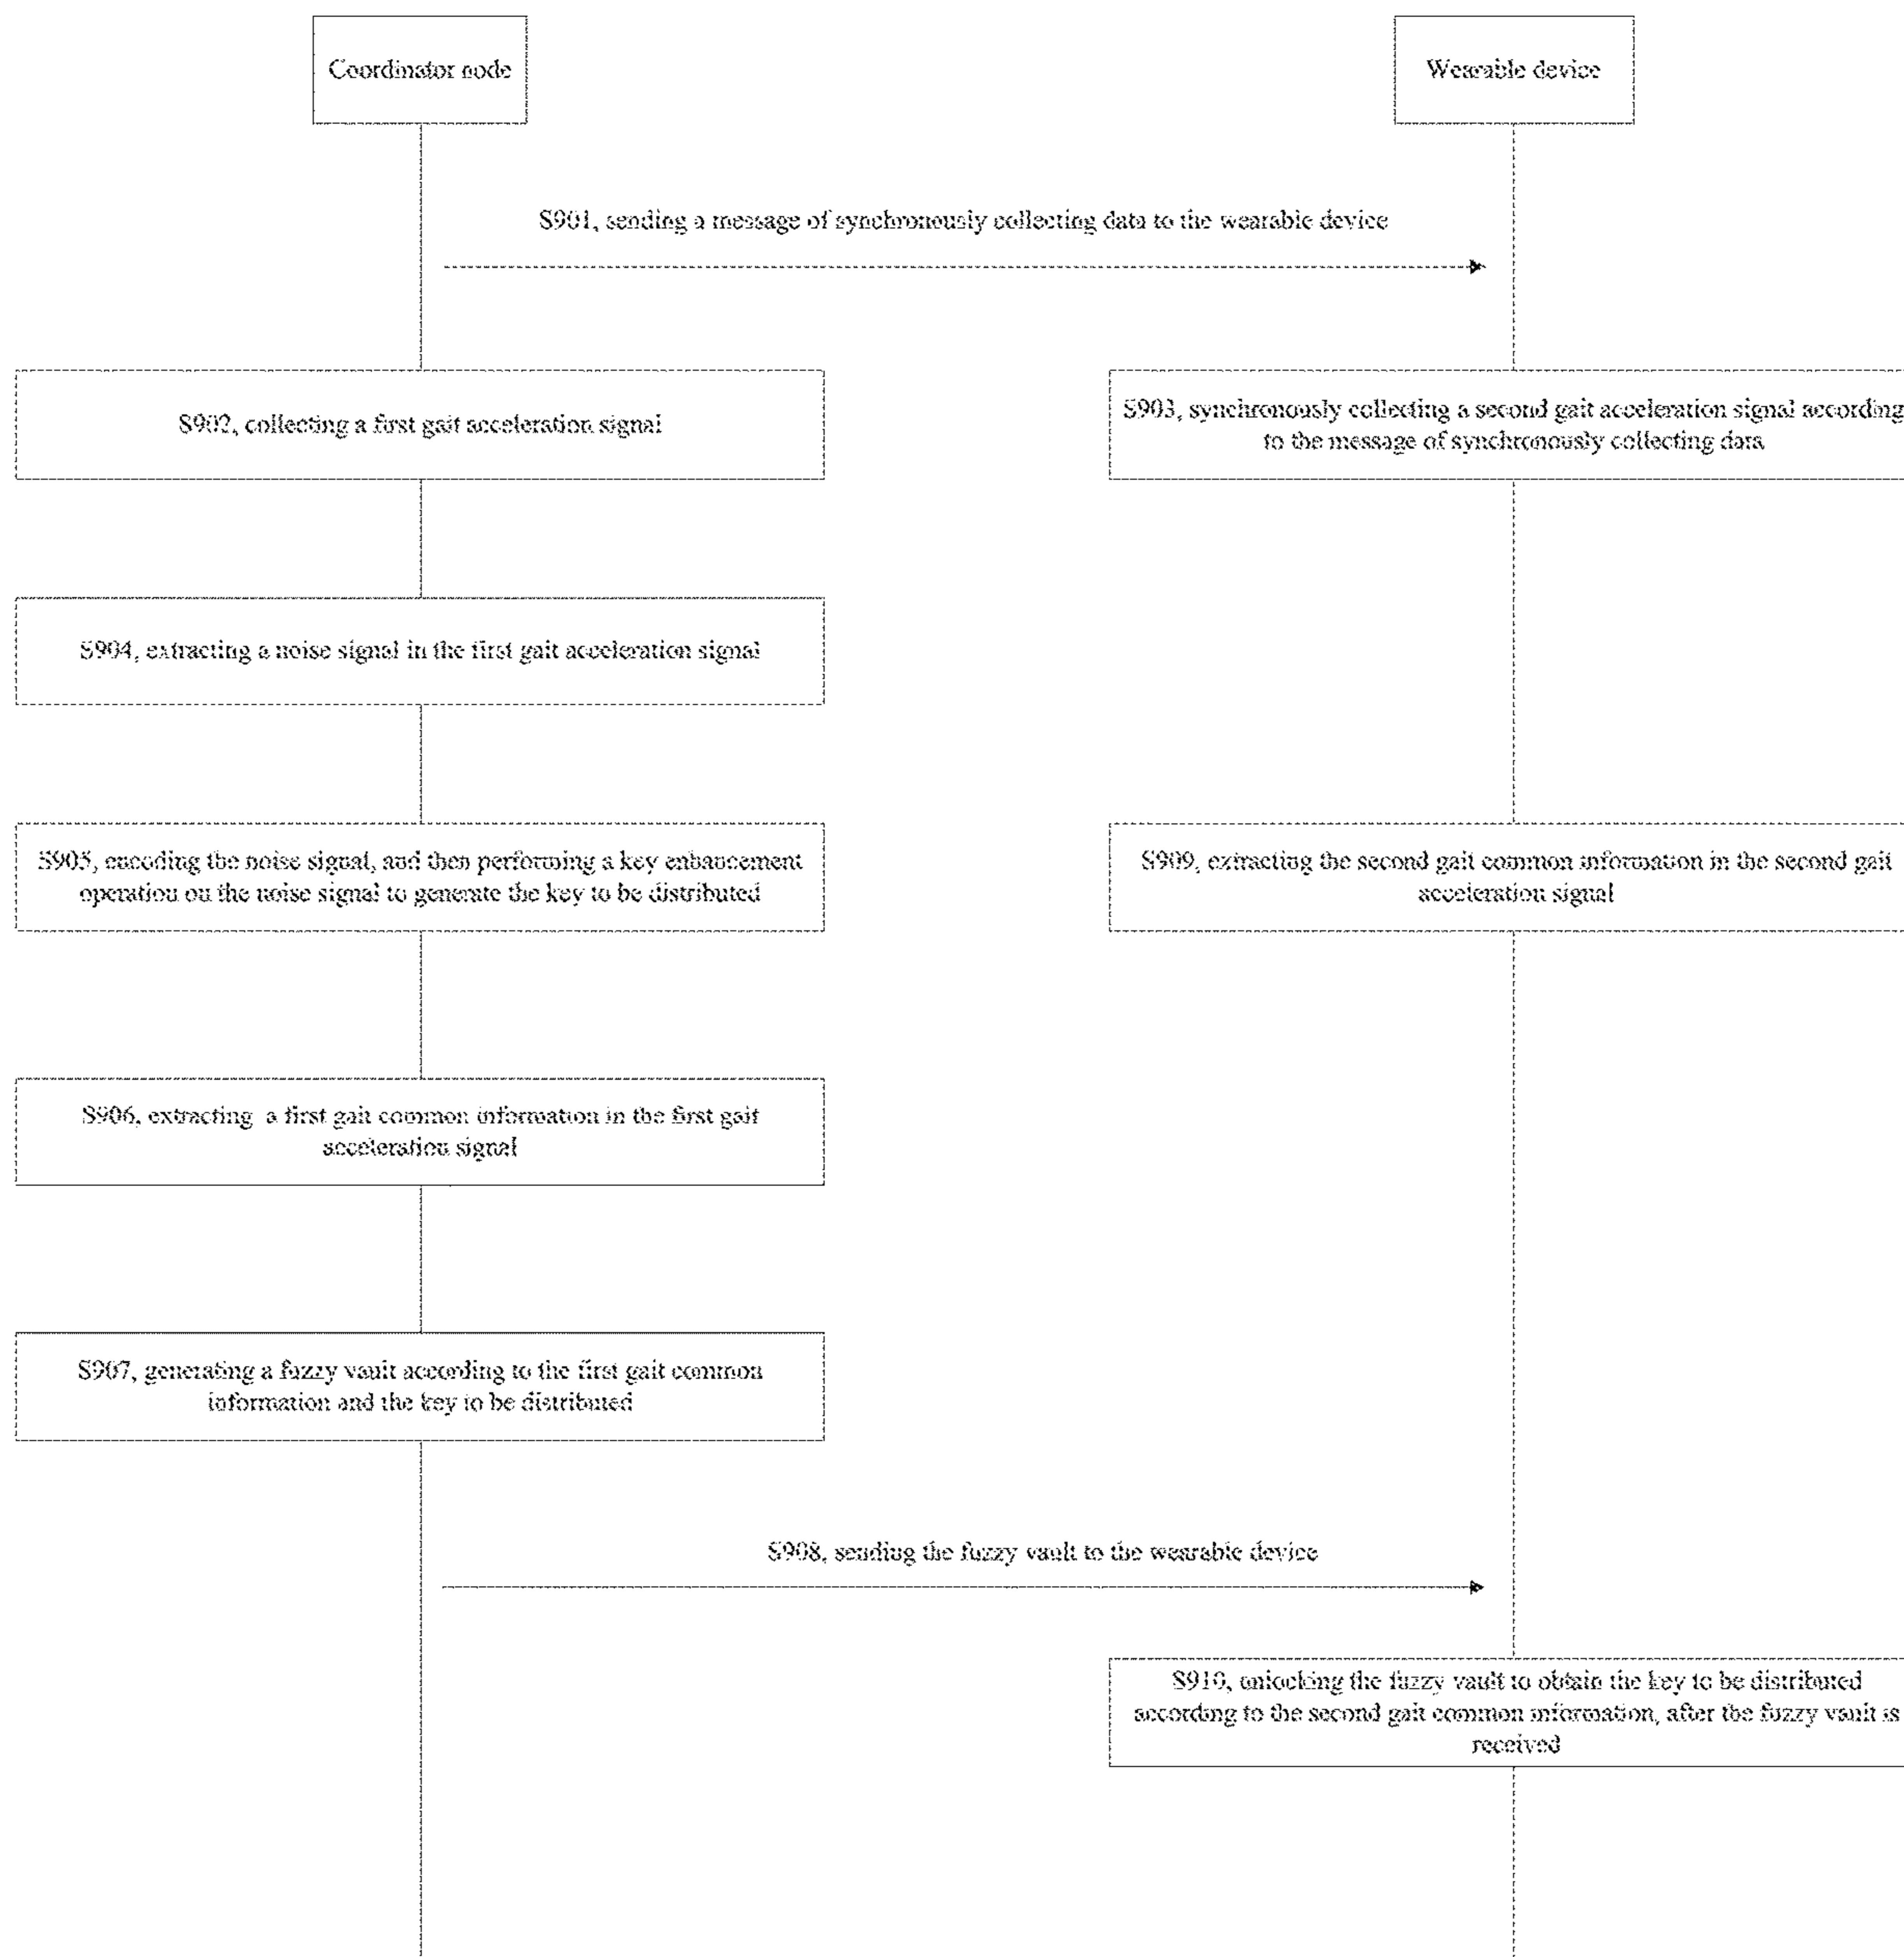 Coordinator node
Wearable device
S901, sending a message of synchronously collecting data to the wearable device
S902, collecting a first gait acceleration signal
S903, synchronously collecting a second gait acceleration signal according
to the message of synchronously collecting data
S904, extracting a noise signal in the first gait acceleration signal
S905, encoding the noise signal, and then performing a key enhancement
operation on the noise signal to generate the key to be distributed
S909, extracting the second gait common information in the second gait
acceleration signal
S906, extracting a first gait common information in the first gait
acceleration signal
S907, generating a fuzzy vault according to the first gait common
information and the key to be distributed
S908, sending the fuzzy vault to the wearable device
S910, unlocking the fuzzy vault to obtain the key to be distributed
according to the second gait common information, after the fuzzy vault is
received